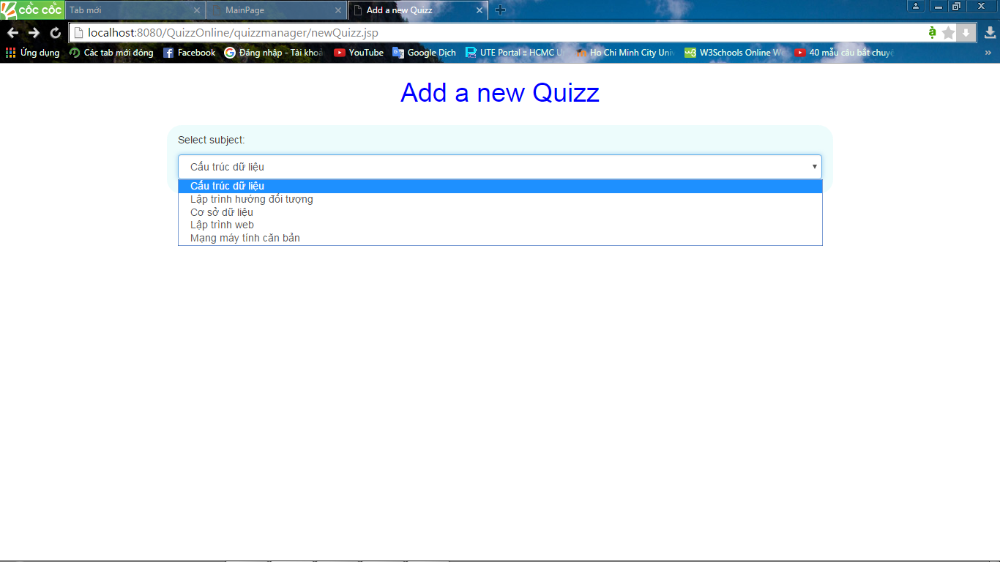 cốc cốc Tab mới MainPage Add a new Quizz
localhost:8080/QuizzOnline/quizzmanager/newQuizz.jsp
Ứng dụng Các tab mới đóng Facebook Đăng nhập - Tài khoả YouTube Google Dịch UTE Portal :: HCMC U Ho Chi Minh City Univ W3Schools Online We 40 mẫu câu bắt chuyệ »
Add a new Quizz
Select subject:
Cấu trúc dữ liệu
Cấu trúc dữ liệu
Lập trình hướng đối tượng
Cơ sở dữ liệu
Lập trình web
Mạng máy tính căn bản